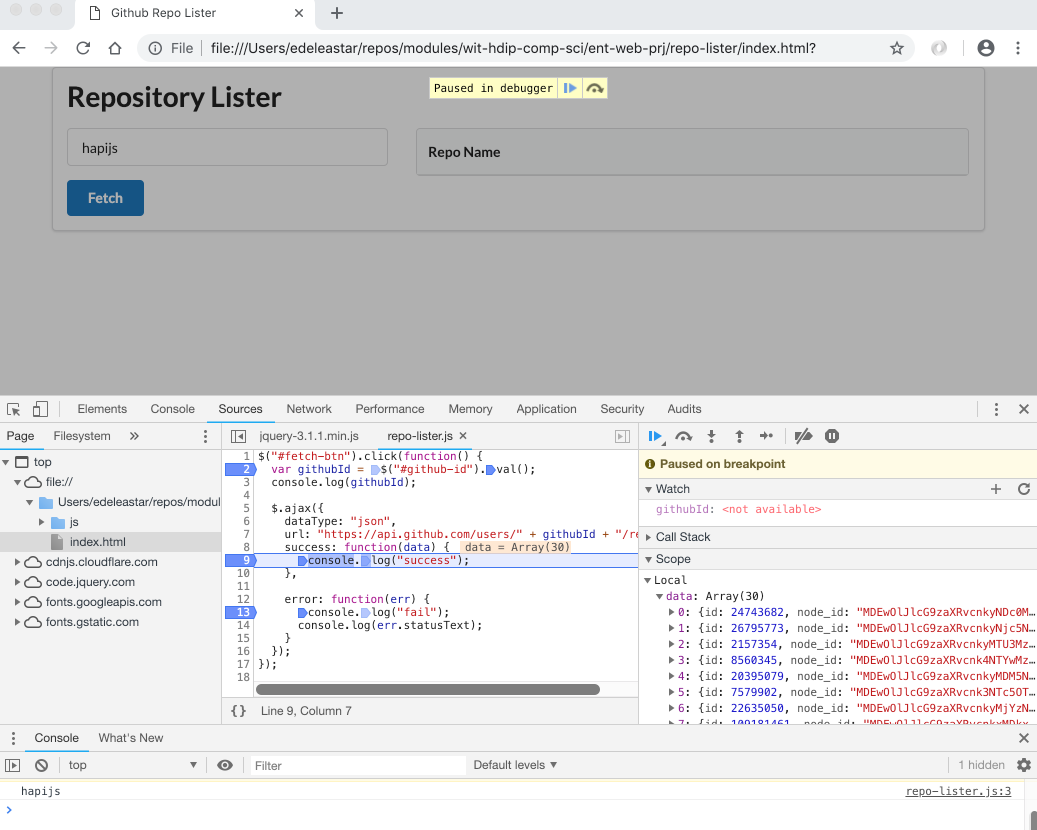 Github Repo Lister
File file:///Users/edeleastar/repos/modules/wit-hdip-comp-sci/ent-web-prj/repo-lister/index.html?
Paused in debugger
Repository Lister
hapijs
Repo Name
Fetch
Elements Console Sources Network Performance Memory Application Security Audits
Page Filesystem »
top
file://
Users/edeleastar/repos/modul
js
index.html
cdnjs.cloudflare.com
code.jquery.com
fonts.googleapis.com
fonts.gstatic.com
jquery-3.1.1.min.js repo-lister.js
1 $("#fetch-btn").click(function() {
2 var githubId = $("#github-id").val();
3 console.log(githubId);
4
5 $.ajax({
6 dataType: "json",
7 url: "https://api.github.com/users/" + githubId + "/re
8 success: function(data) { data = Array(30)
9 console.log("success");
10 },
11
12 error: function(err) {
13 console.log("fail");
14 console.log(err.statusText);
15 }
16 });
17 });
18
{} Line 9, Column 7
Paused on breakpoint
Watch
githubId: <not available>
Call Stack
Scope
Local
data: Array(30)
0: {id: 24743682, node_id: "MDEwOlJlcG9zaXRvcnkyNDc0M…
1: {id: 26795773, node_id: "MDEwOlJlcG9zaXRvcnkyNjc5N…
2: {id: 2157354, node_id: "MDEwOlJlcG9zaXRvcnkyMTU3Mz…
3: {id: 8560345, node_id: "MDEwOlJlcG9zaXRvcnk4NTYwMz…
4: {id: 20395079, node_id: "MDEwOlJlcG9zaXRvcnkyMDM5N…
5: {id: 7579902, node_id: "MDEwOlJlcG9zaXRvcnk3NTc5OT…
6: {id: 22635050, node_id: "MDEwOlJlcG9zaXRvcnkyMjYzN…
Console What's New
top Filter Default levels 1 hidden
hapijs repo-lister.js:3